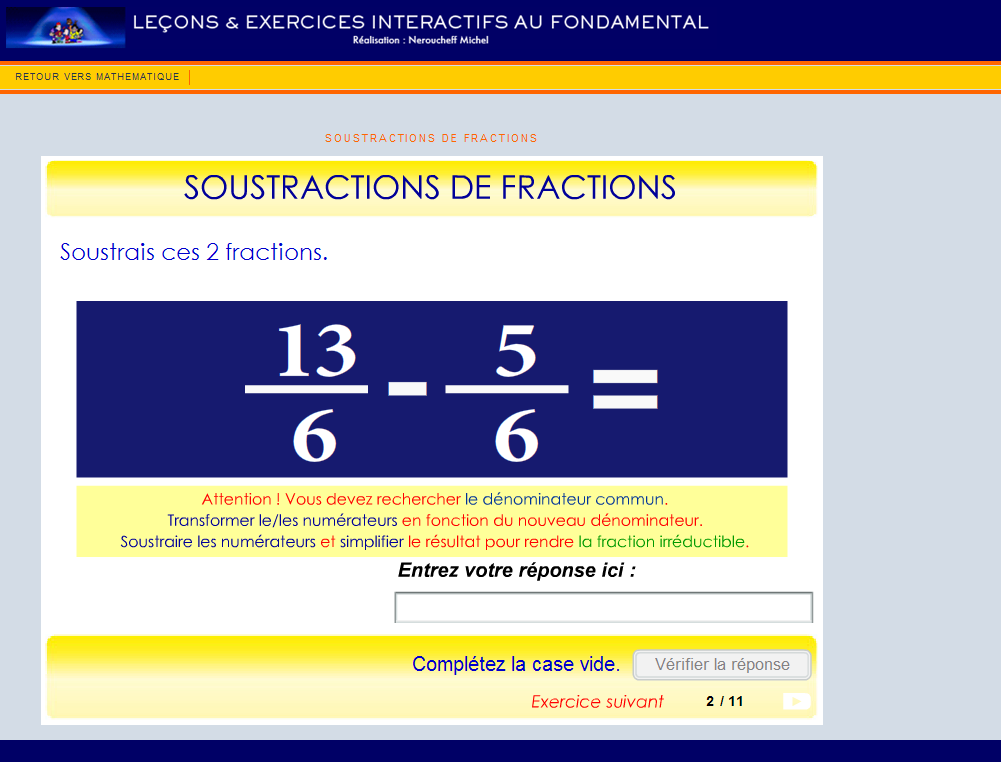 LEÇONS & EXERCICES INTERACTIFS AU FONDAMENTAL
Réalisation : Neroucheff Michel
RETOUR VERS MATHEMATIQUE
SOUSTRACTIONS DE FRACTIONS
SOUSTRACTIONS DE FRACTIONS
Soustrais ces 2 fractions.
13/6 - 5/6 =
Attention ! Vous devez rechercher le dénominateur commun.
Transformer le/les numérateurs en fonction du nouveau dénominateur.
Soustraire les numérateurs et simplifier le résultat pour rendre la fraction irréductible.
Entrez votre réponse ici :
Complétez la case vide. Vérifier la réponse
Exercice suivant 2 / 11